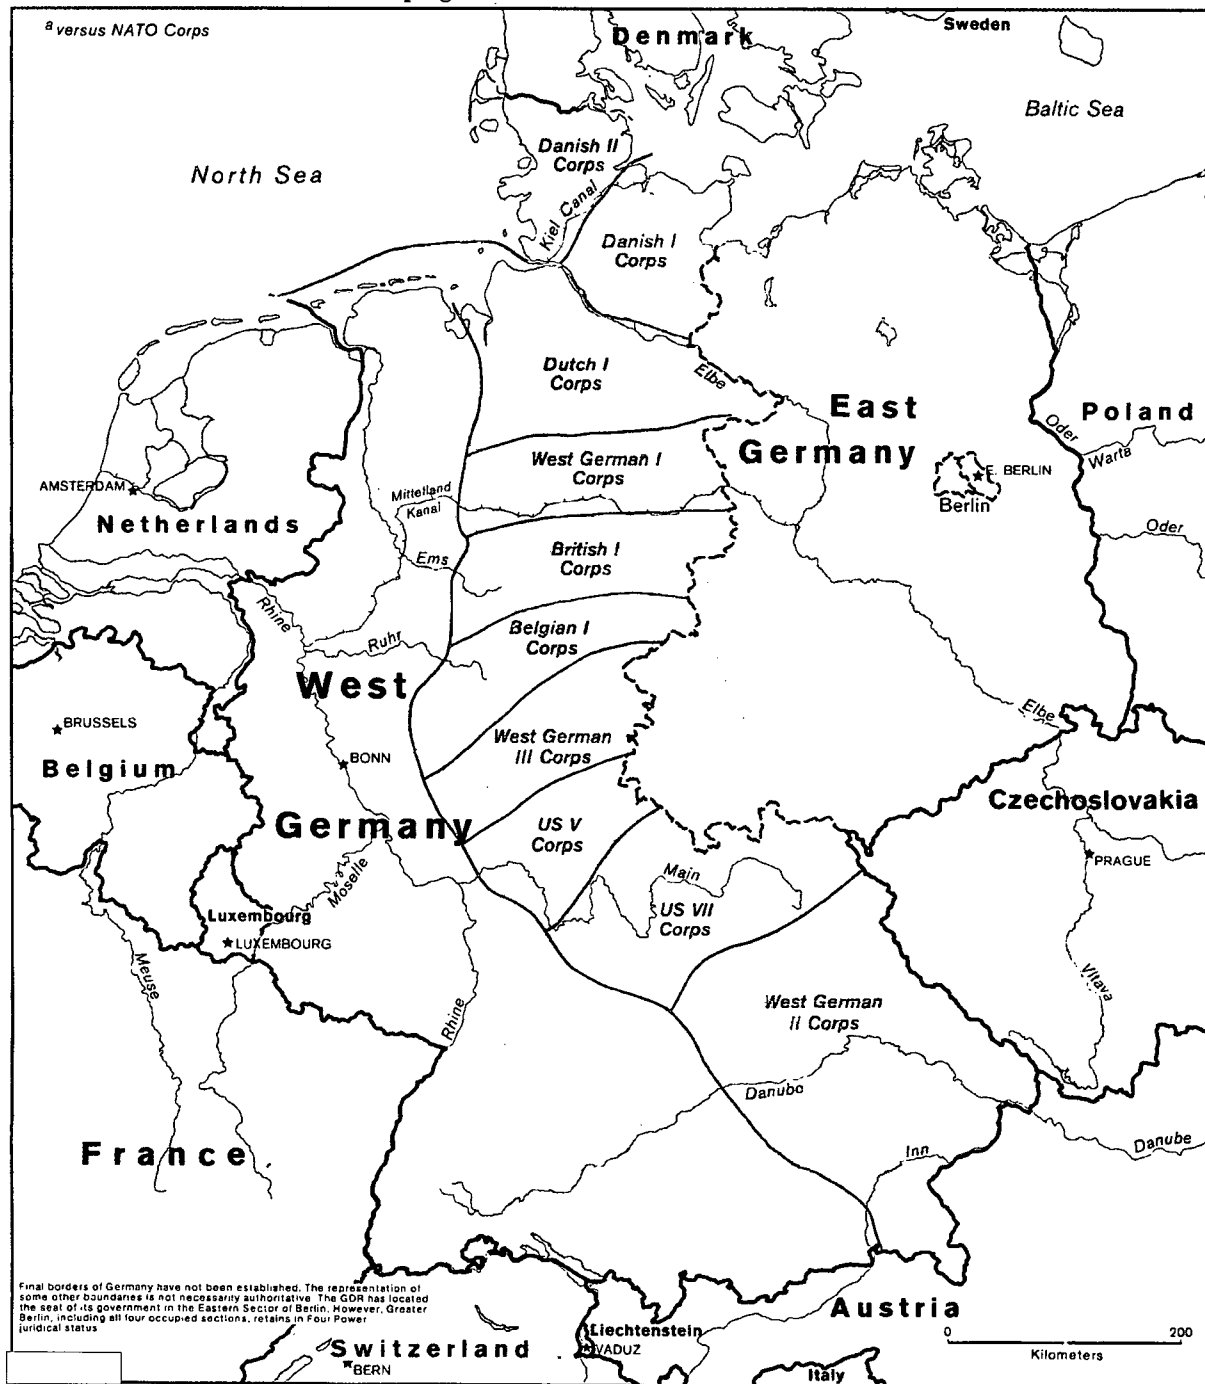 a versus NATO Corps
Denmark
Sweden
Baltic Sea
North Sea
Danish II
Corps
Kiel Canal
Danish I
Corps
Dutch I
Corps
Elbe
East
Germany
Poland
Oder
Warta
West German I
Corps
E. BERLIN
Berlin
AMSTERDAM
Netherlands
Mittelland
Kanal
Oder
Ems
British I
Corps
Rhine
Ruhr
Belgian I
Corps
West
Elbe
BRUSSELS
Belgium
BONN
West German
III Corps
Czechoslovakia
Germany
US V
Corps
PRAGUE
Moselle
Main
US VII
Corps
Luxembourg
LUXEMBOURG
Meuse
Rhine
Vltava
West German
II Corps
Danube
Danube
Inn
France
Final borders of Germany have not been established. The representation of
some other boundaries is not necessarily authoritative. The GDR has located
the seat of its government in the Eastern Sector of Berlin. However, Greater
Berlin, including all four occupied sections, retains in Four Power
juridical status
Austria
Liechtenstein
VADUZ
Switzerland
BERN
Italy
0 200
Kilometers